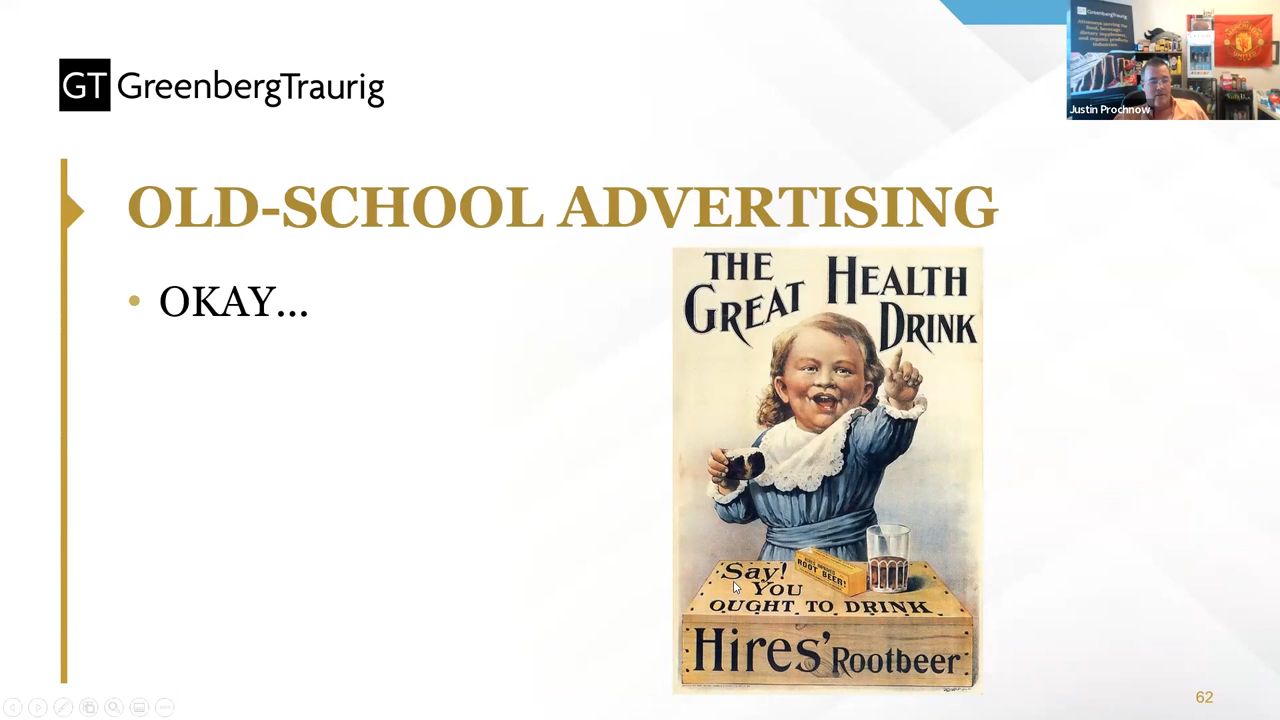 GT GreenbergTraurig
GreenbergTraurig
Justin Prochnow
OLD-SCHOOL ADVERTISING
• OKAY...
THE
GREAT HEALTH
DRINK
ROOT BEER!
Say!
YOU
OUGHT TO DRINK
Hires' Rootbeer
62